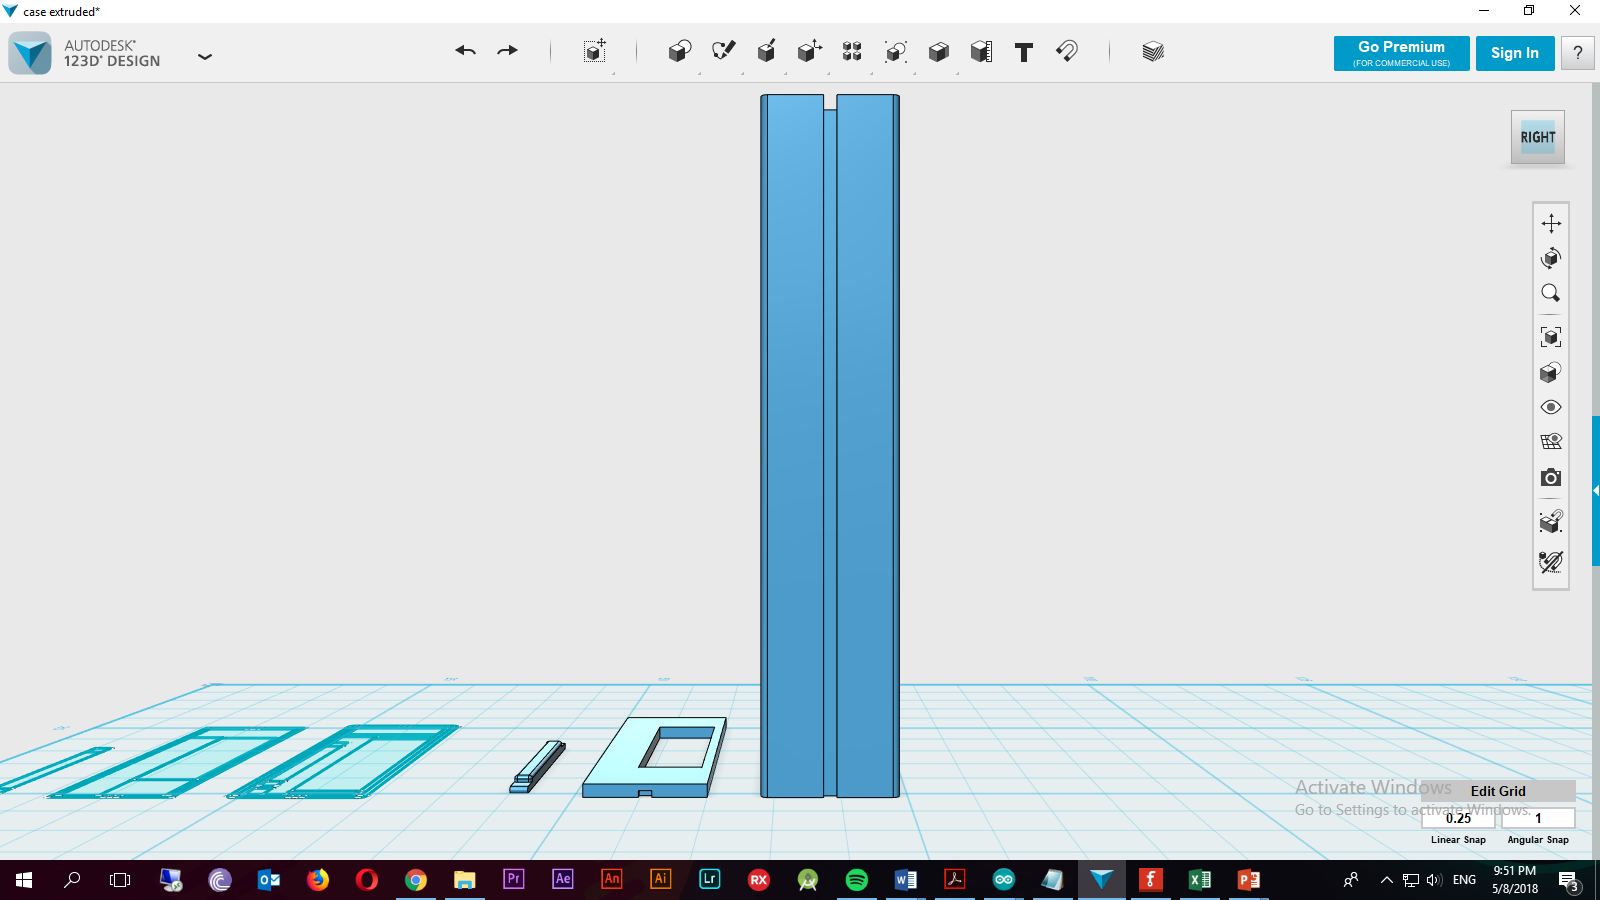 case extruded*
AUTODESK®
123D® DESIGN
Go Premium
(FOR COMMERCIAL USE)
Sign In
?
RIGHT
Activate Windows
Go to Settings to activate Windows.
Edit Grid
0.25
1
Linear Snap
Angular Snap
Pr
Ae
An
Ai
Lr
RX
ENG
9:51 PM
5/8/2018
3